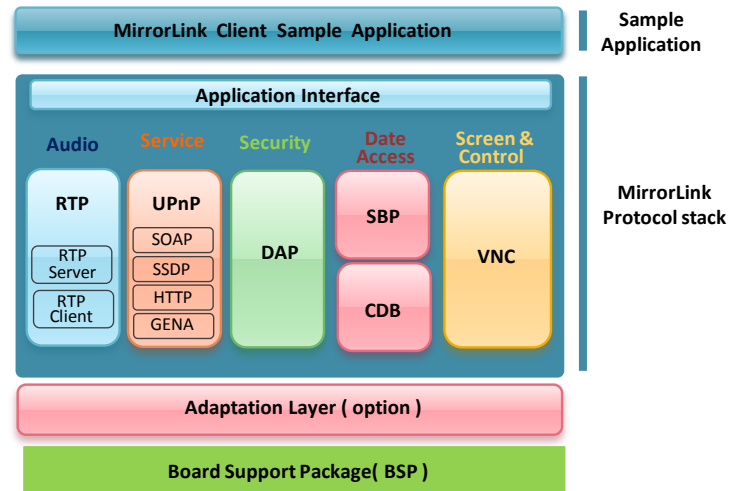 MirrorLink Client Sample Application
Sample
Application
Application Interface
Audio
Service
Security
Date
Access
Screen &
Control
RTP
RTP
Server
RTP
Client
UPnP
SOAP
SSDP
HTTP
GENA
DAP
SBP
CDB
VNC
MirrorLink
Protocol stack
Adaptation Layer ( option )
Board Support Package( BSP )